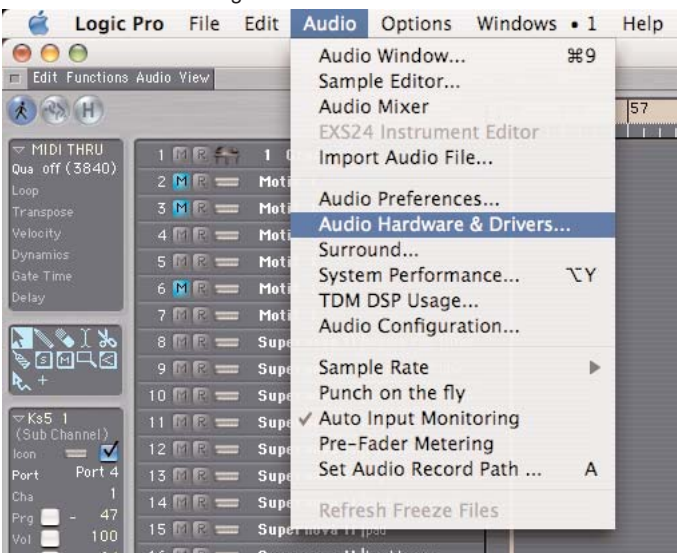 Logic Pro File Edit Audio Options Windows • 1 Help
Edit Functions Audio View
H
57
MIDI THRU
Qua off (3840)
Loop
Transpose
Velocity
Dynamics
Gate Time
Delay
Ks5 1
(Sub Channel)
Icon
Port Port 4
Cha 1
Prg - 47
Vol 100
1 M R 1
2 M R Moti
3 M R Moti
4 M R Moti
5 M R Moti
6 M R Moti
7 M R Moti
8 M R Supe
9 M R Supe
10 M R Supe
11 M R Supe
12 M R Supe
13 M R Supe
14 M R Supe
15 M R Supernova II
Audio Window... ⌘9
Sample Editor...
Audio Mixer
EXS24 Instrument Editor
Import Audio File...
Audio Preferences...
Audio Hardware & Drivers...
Surround...
System Performance... ⌥Y
TDM DSP Usage...
Audio Configuration...
Sample Rate ▶
Punch on the fly
✓ Auto Input Monitoring
Pre-Fader Metering
Set Audio Record Path ... A
Refresh Freeze Files